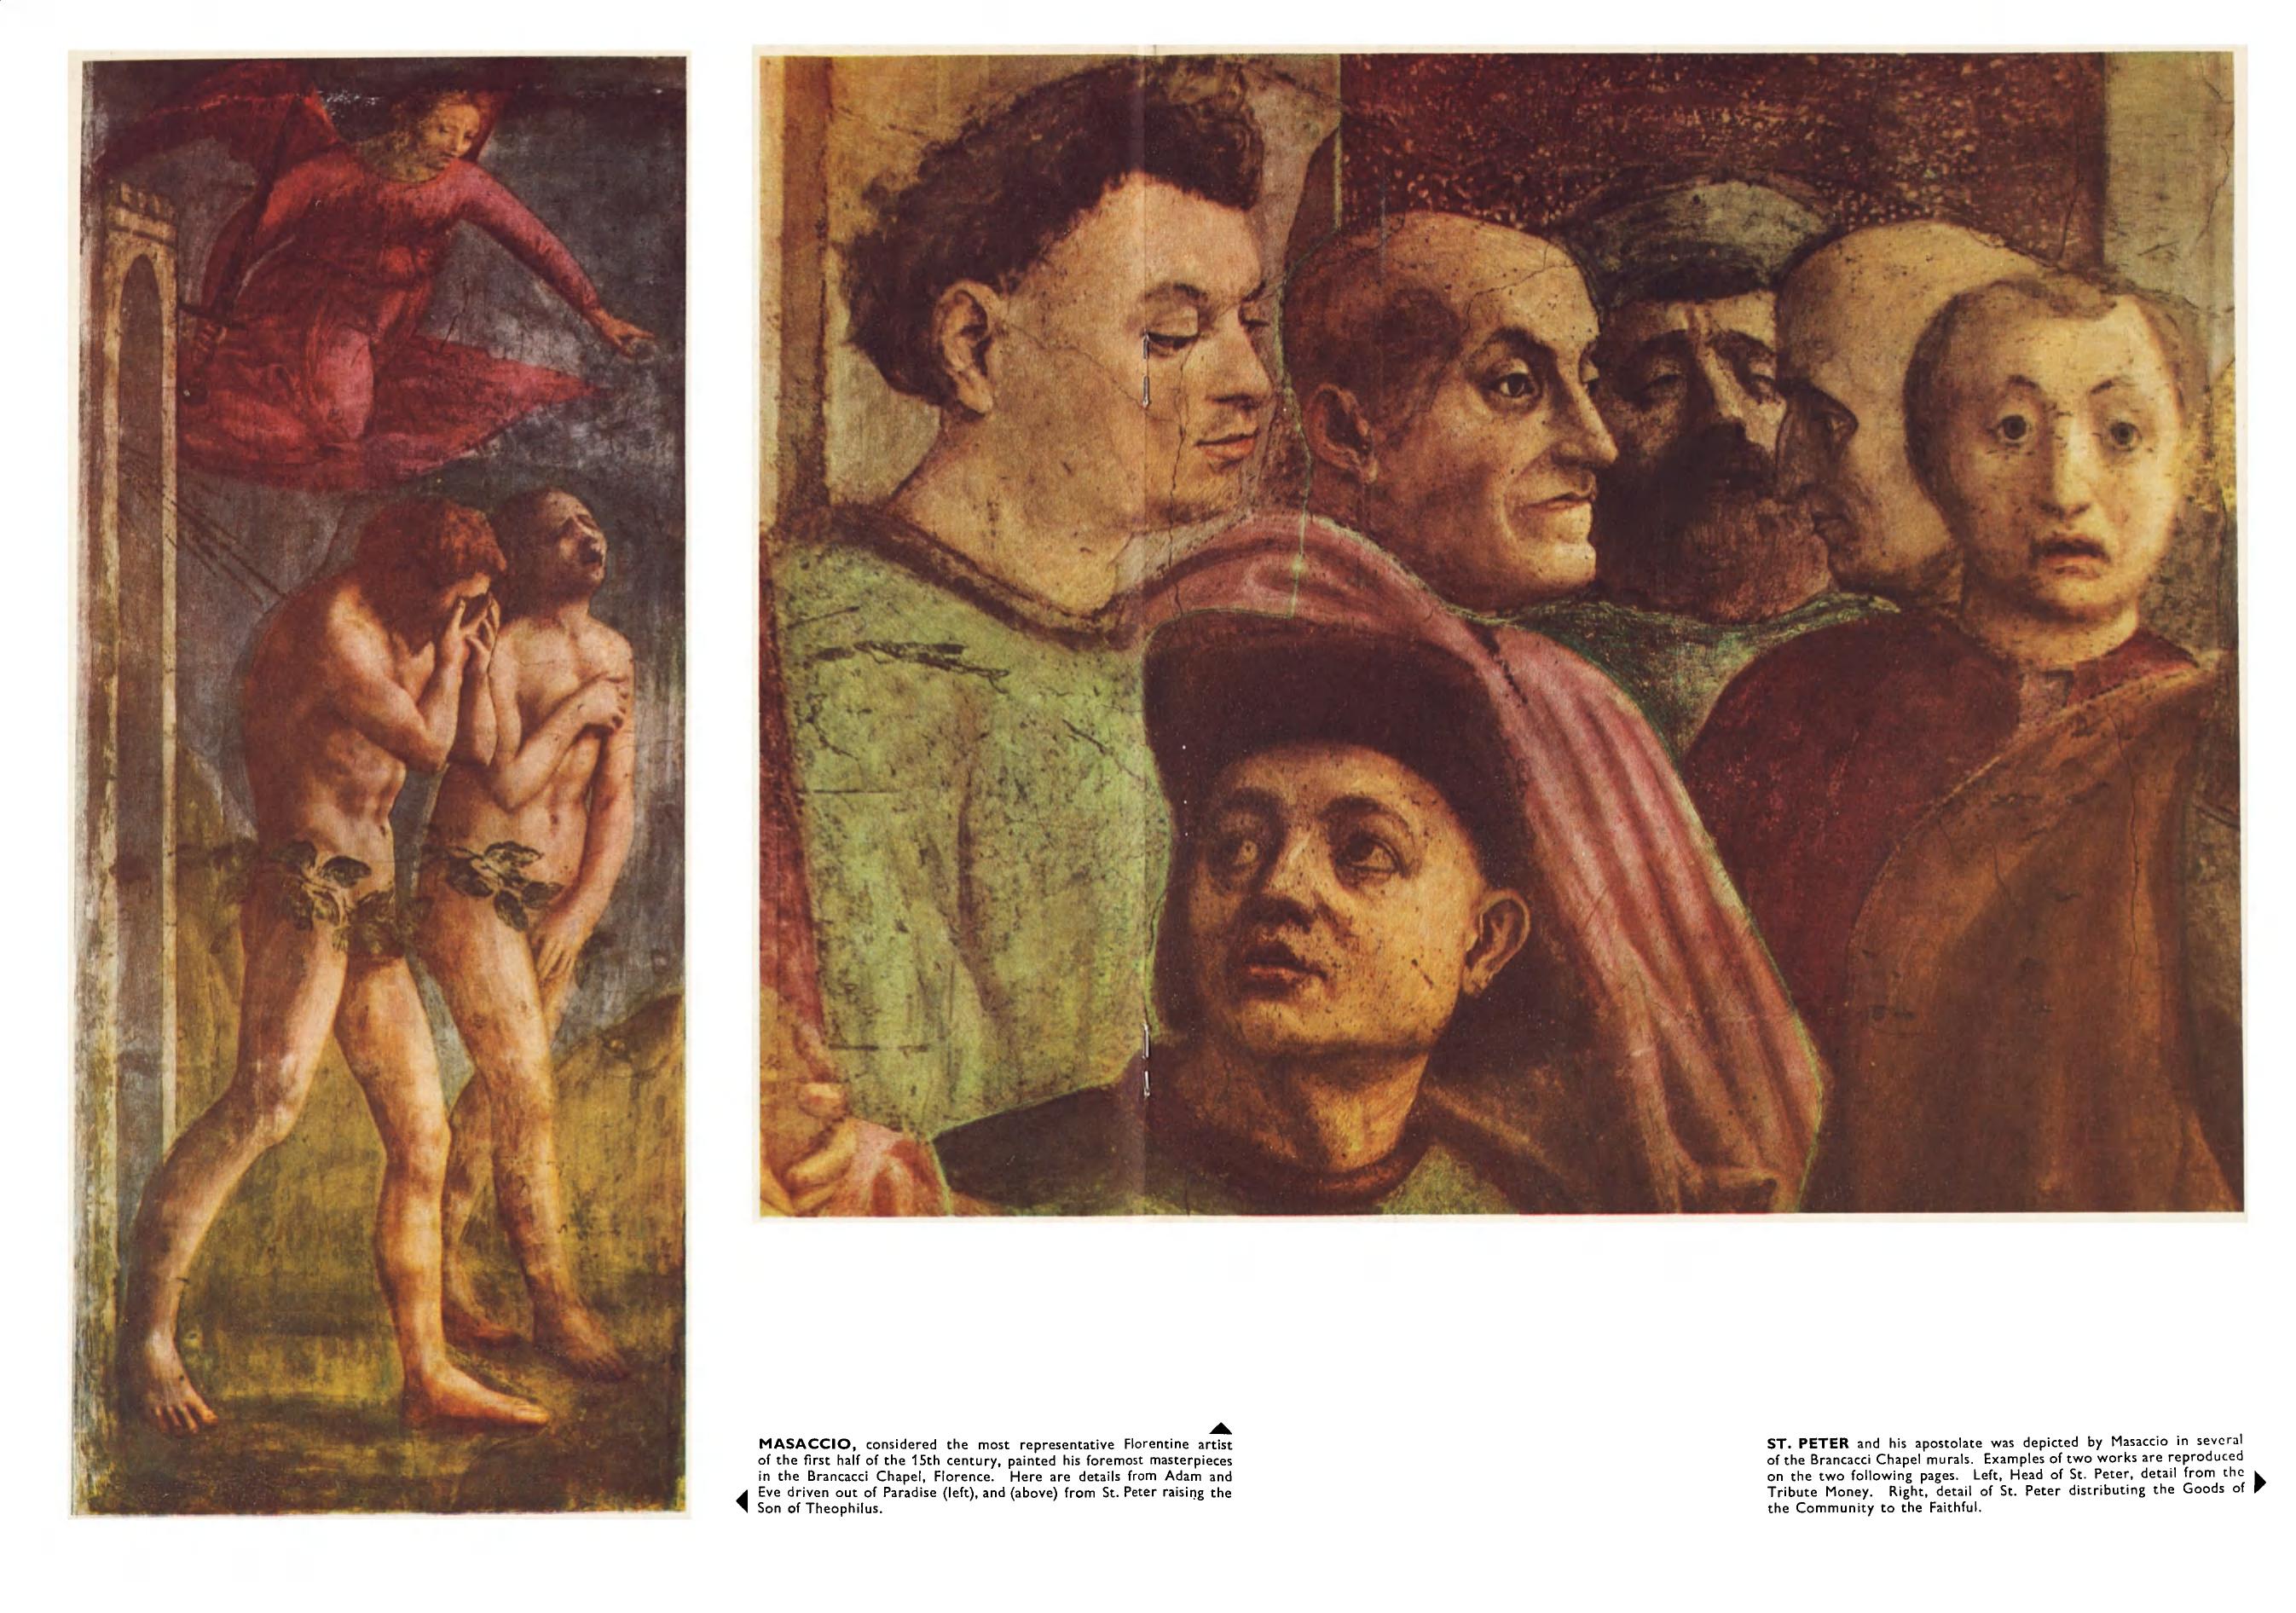 MASACCIO, considered the most representative Florentine artist
of the first half of the 15th century, painted his foremost masterpieces
in the Brancacci Chapel, Florence. Here are details from Adam and
Eve driven out of Paradise (left), and (above) from St. Peter raising the
Son of Theophilus.
ST. PETER and his apostolate was depicted by Masaccio in several
of the Brancacci Chapel murals. Examples of two works are reproduced
on the two following pages. Left, Head of St. Peter, detail from the
Tribute Money. Right, detail of St. Peter distributing the Goods of
the Community to the Faithful.